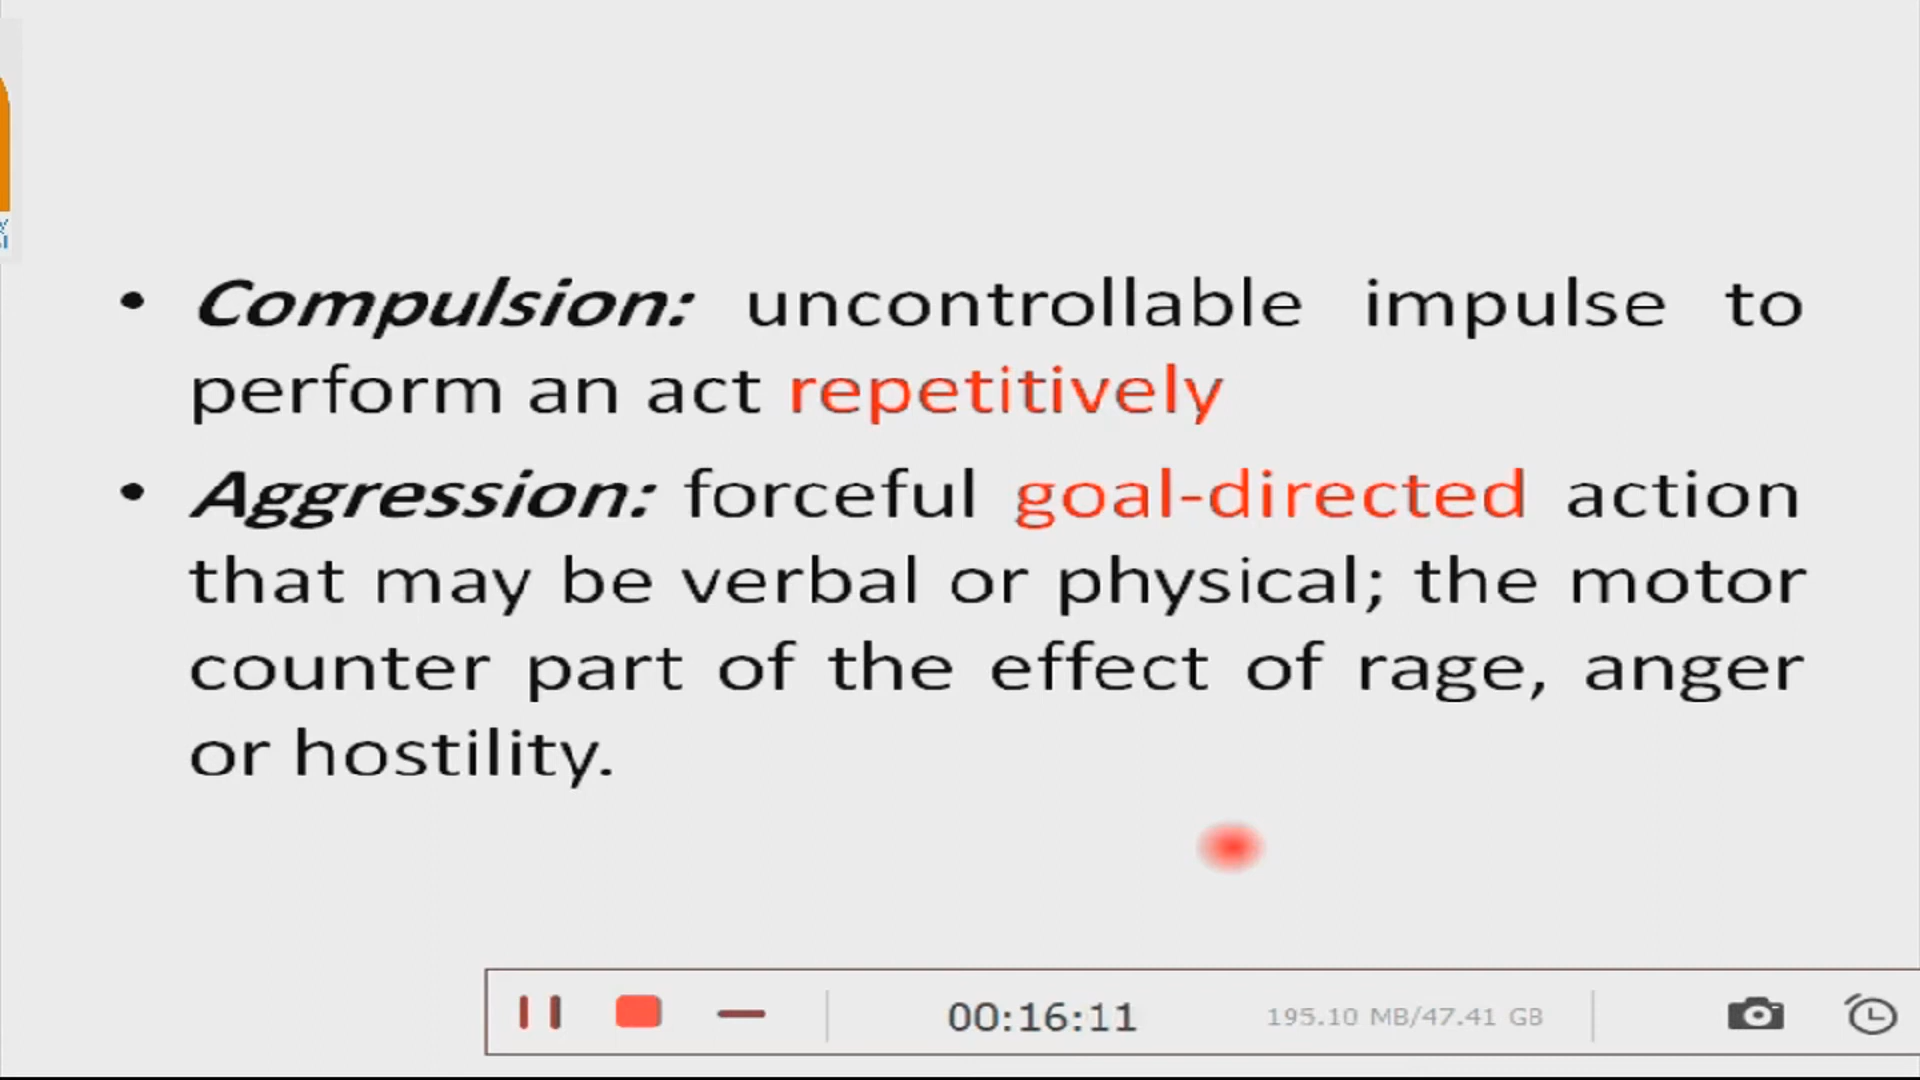 • Compulsion: uncontrollable impulse to
perform an act repetitively
• Aggression: forceful goal-directed action
that may be verbal or physical; the motor
counter part of the effect of rage, anger
or hostility.
00:16:11
195.10 MB/47.41 GB